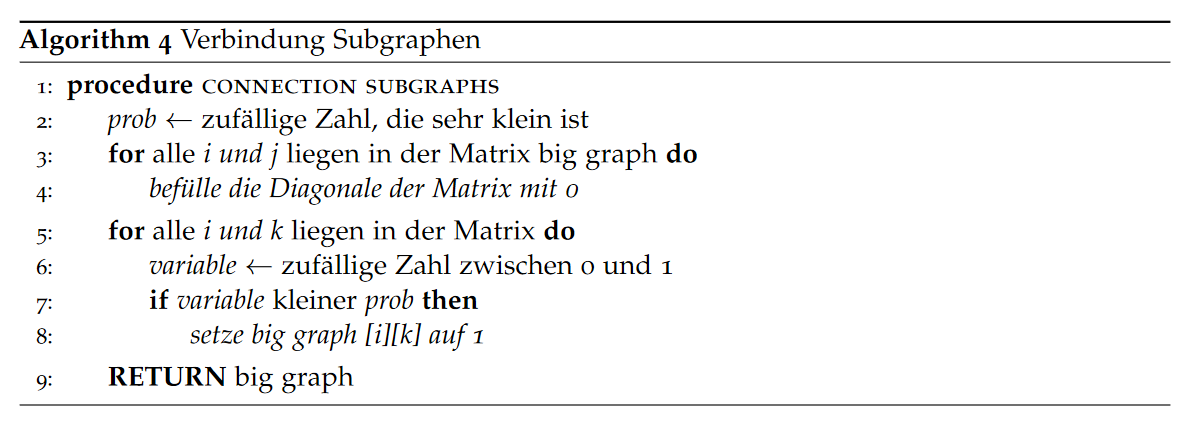 Algorithm 4 Verbindung Subgraphen
1: procedure CONNECTION SUBGRAPHS
2: prob ← zufällige Zahl, die sehr klein ist
3: for alle i und j liegen in der Matrix big graph do
4: befülle die Diagonale der Matrix mit 0
5: for alle i und k liegen in der Matrix do
6: variable ← zufällige Zahl zwischen 0 und 1
7: if variable kleiner prob then
8: setze big graph [i][k] auf 1
9: RETURN big graph